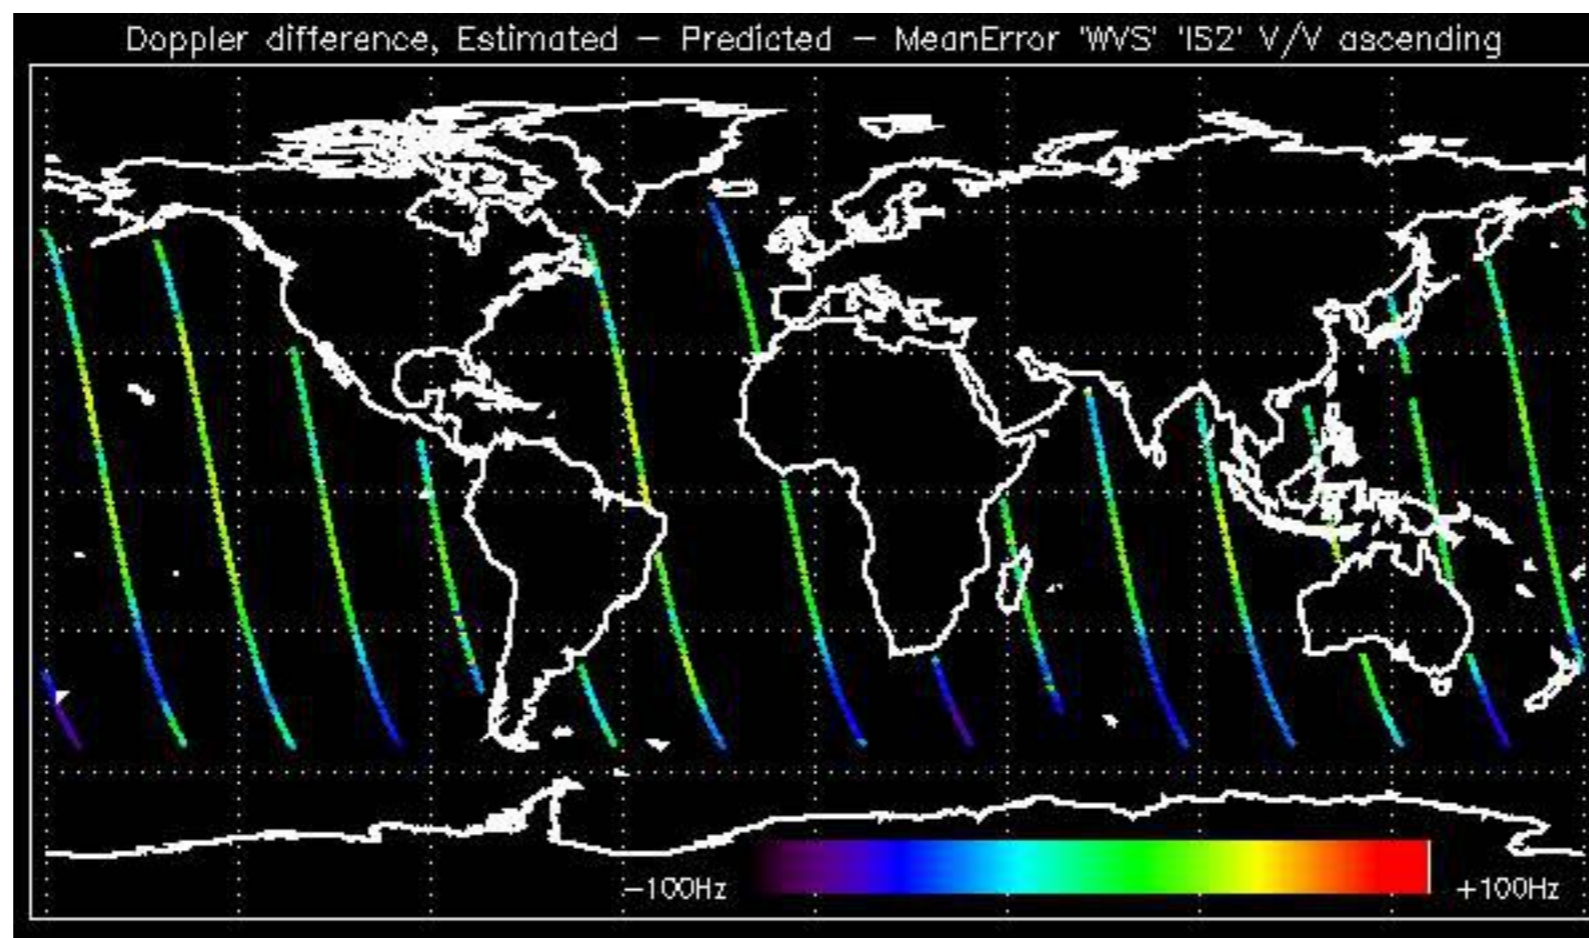 Doppler difference, Estimated – Predicted – MeanError 'WVS' 'IS2' V/V ascending
–100Hz
+100Hz